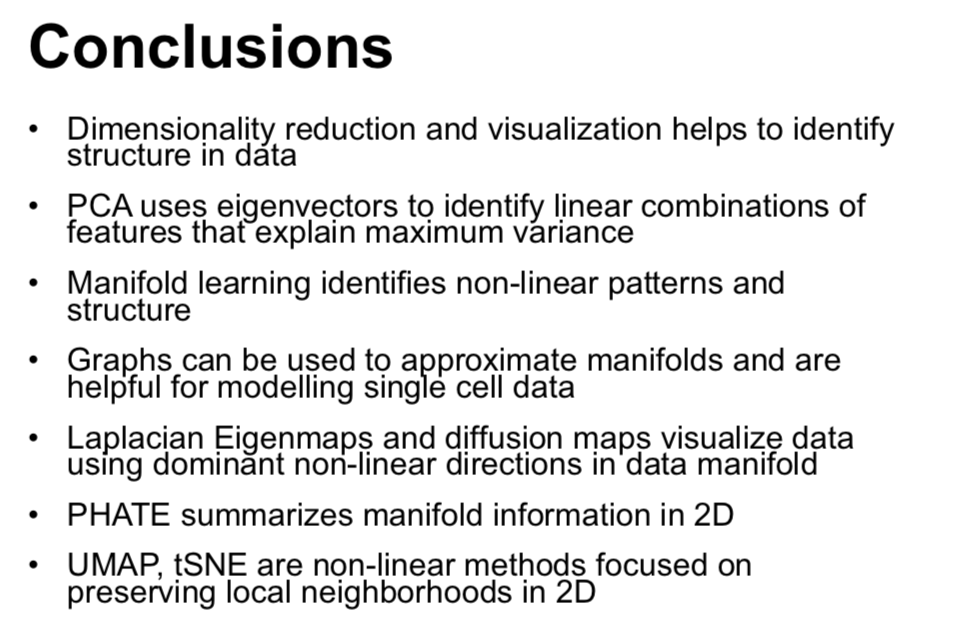 Conclusions
• Dimensionality reduction and visualization helps to identify
structure in data
• PCA uses eigenvectors to identify linear combinations of
features that explain maximum variance
• Manifold learning identifies non-linear patterns and
structure
• Graphs can be used to approximate manifolds and are
helpful for modelling single cell data
• Laplacian Eigenmaps and diffusion maps visualize data
using dominant non-linear directions in data manifold
• PHATE summarizes manifold information in 2D
• UMAP, tSNE are non-linear methods focused on
preserving local neighborhoods in 2D